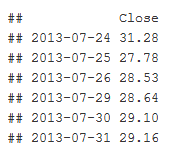 ##            Close
## 2013-07-24 31.28
## 2013-07-25 27.78
## 2013-07-26 28.53
## 2013-07-29 28.64
## 2013-07-30 29.10
## 2013-07-31 29.16